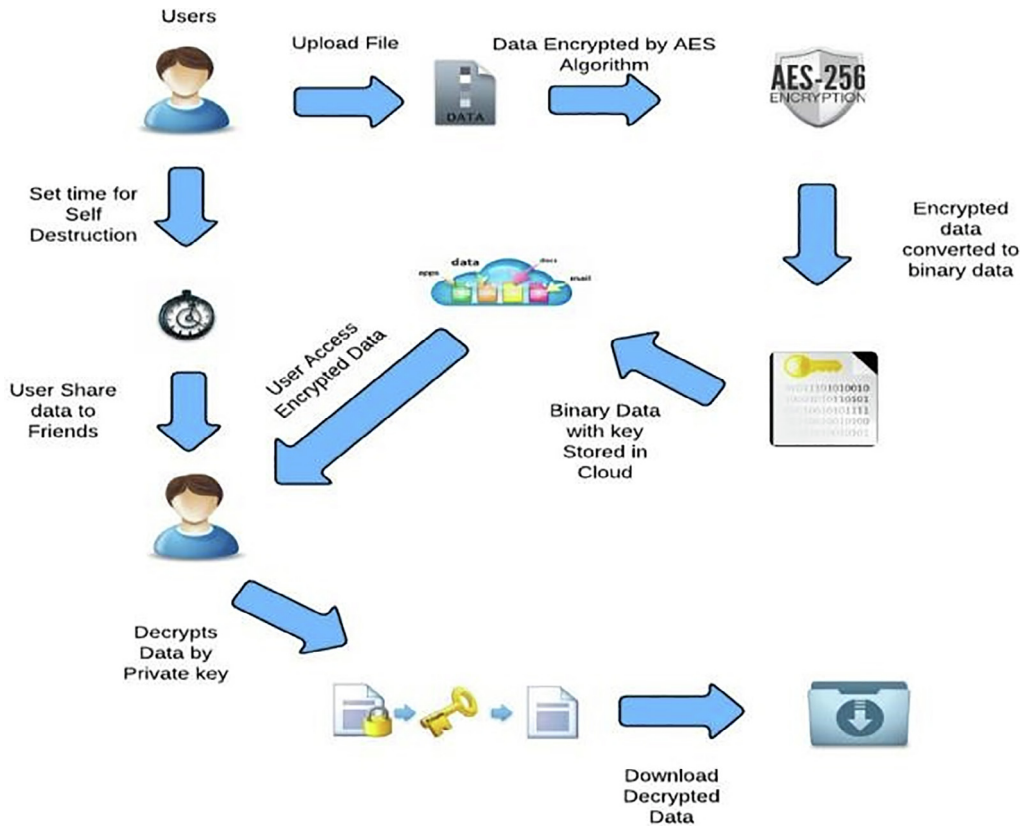 Users
Upload File
Data Encrypted by AES
Algorithm
DATA
AES-256
ENCRYPTION
Set time for
Self
Destruction
Encrypted
data
converted to
binary data
apps
data
docs
email
User Access
Encrypted Data
User Share
data to
Friends
Binary Data
with key
Stored in
Cloud
Decrypts
Data by
Private key
Download
Decrypted
Data